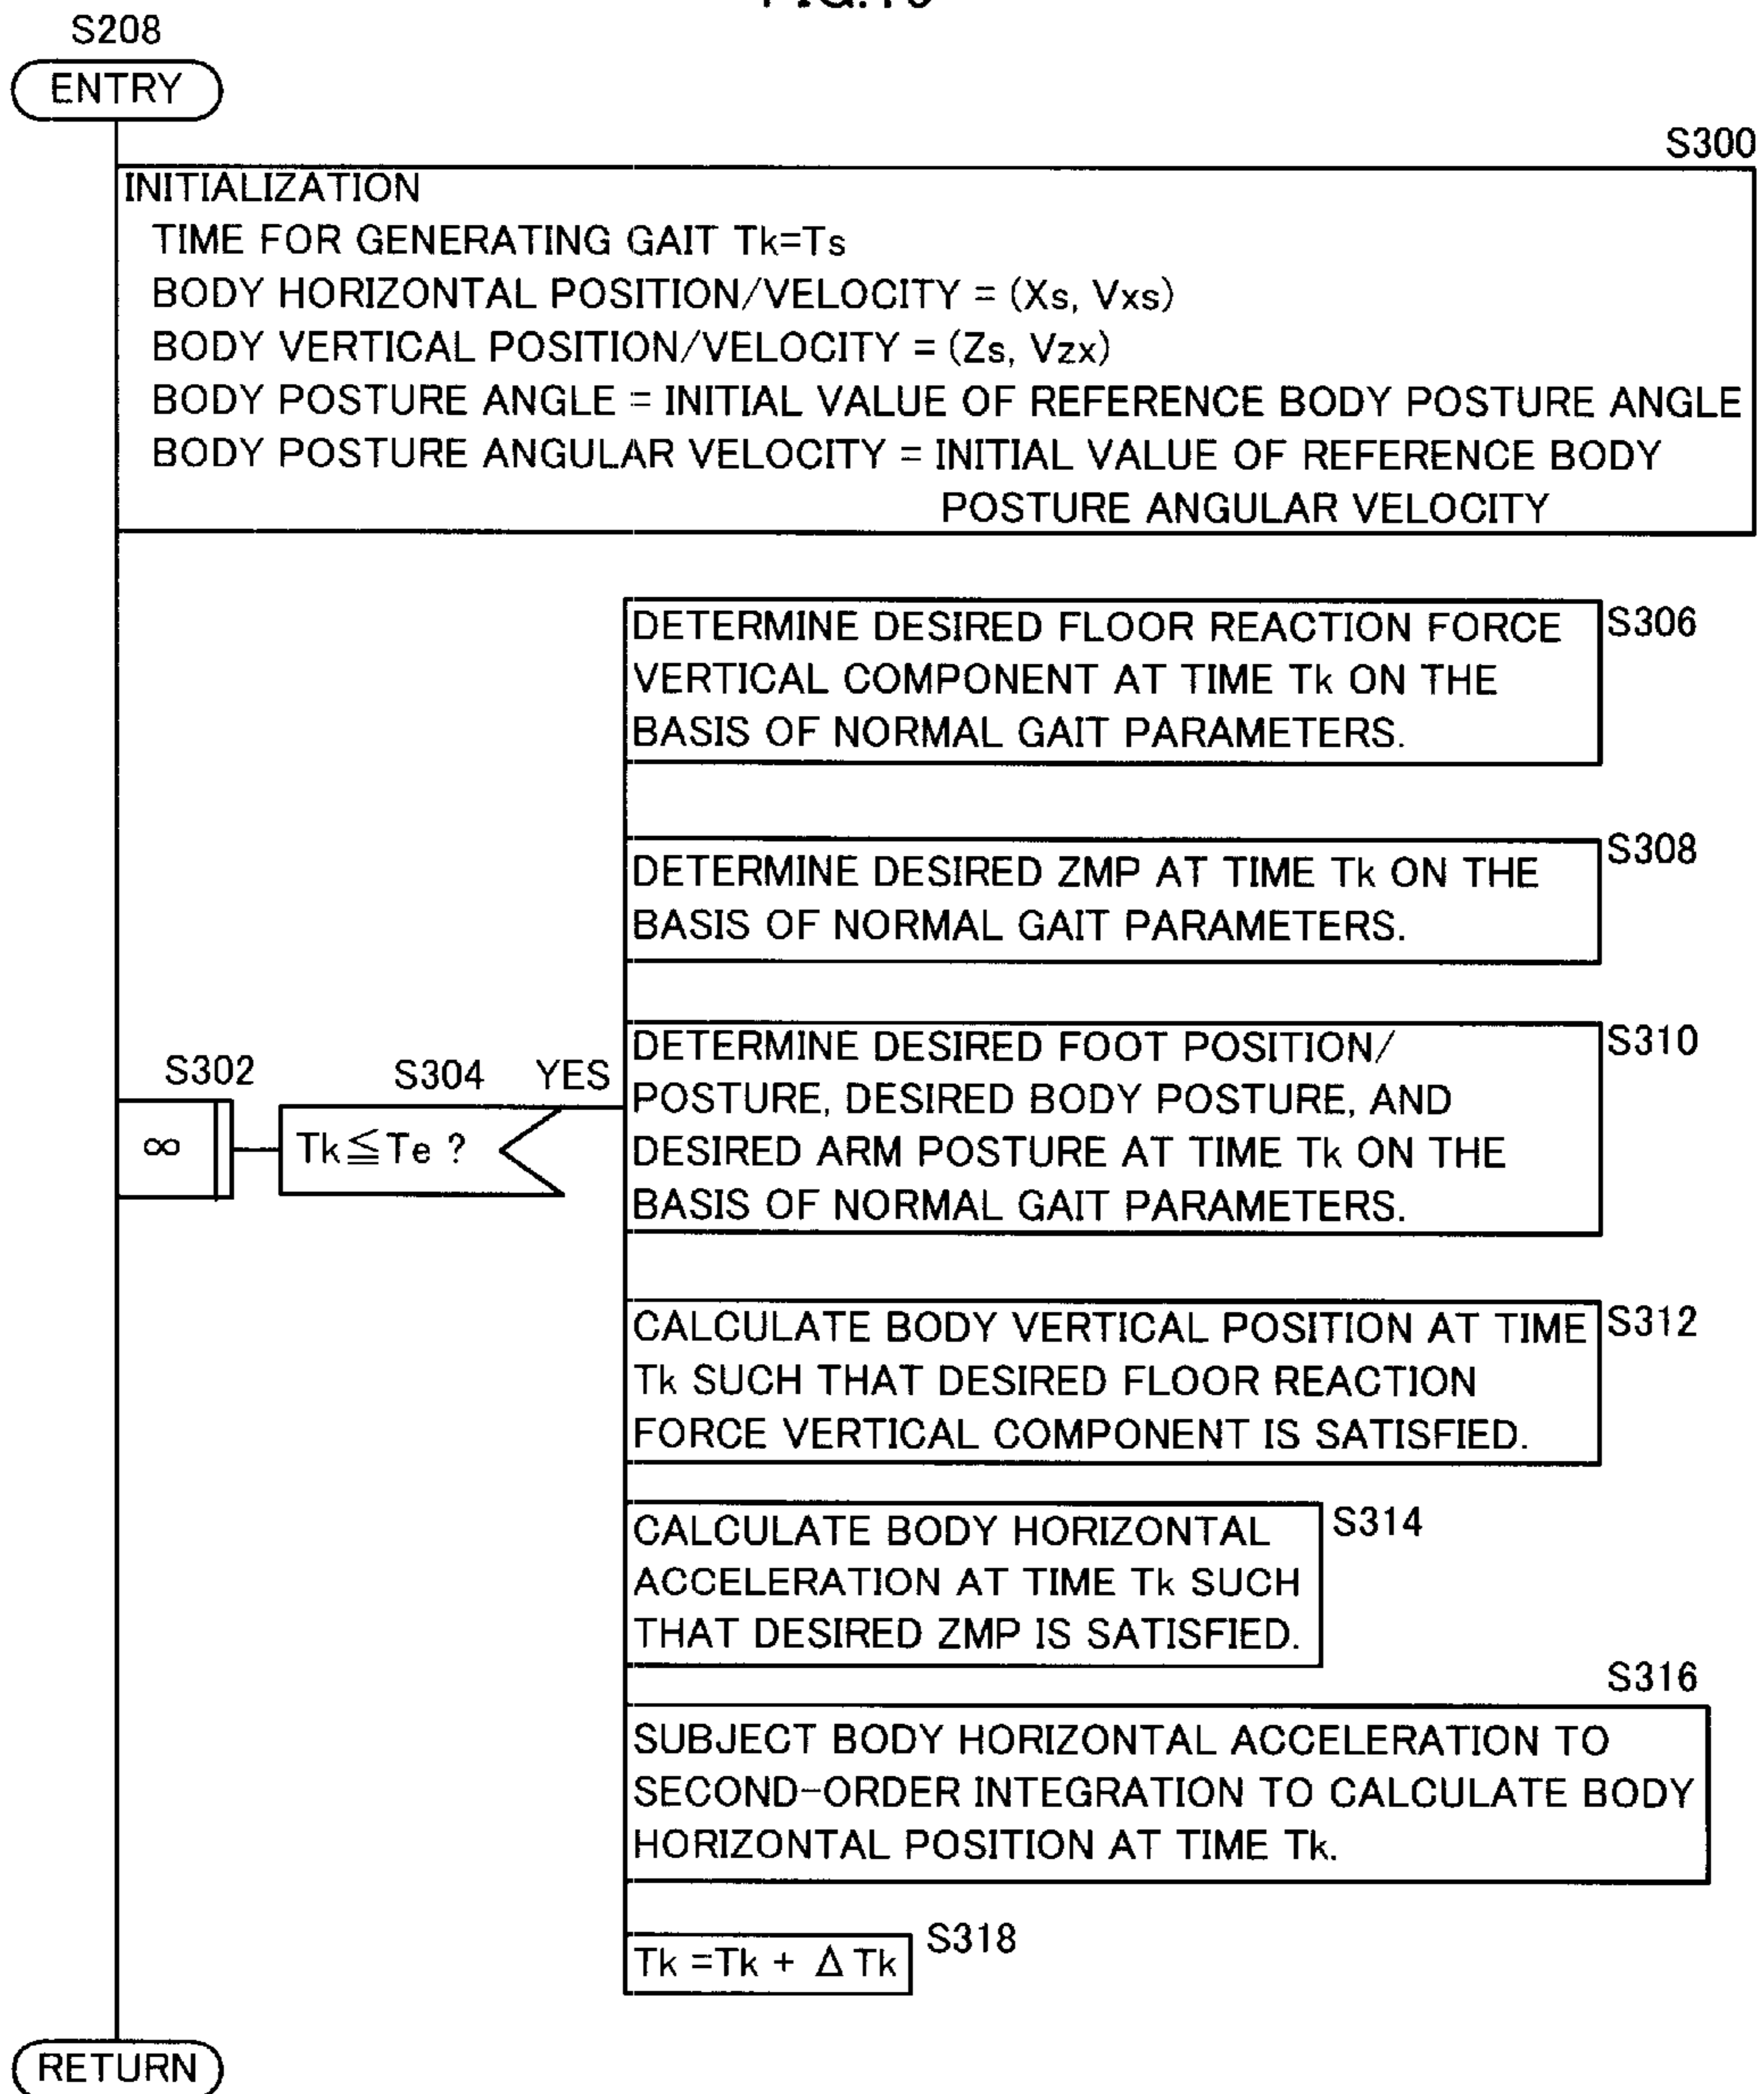 S208
ENTRY
S300
INITIALIZATION
TIME FOR GENERATING GAIT Tk=Ts
BODY HORIZONTAL POSITION/VELOCITY = (Xs, Vxs)
BODY VERTICAL POSITION/VELOCITY = (Zs, Vzx)
BODY POSTURE ANGLE = INITIAL VALUE OF REFERENCE BODY POSTURE ANGLE
BODY POSTURE ANGULAR VELOCITY = INITIAL VALUE OF REFERENCE BODY
POSTURE ANGULAR VELOCITY
S302
∞
S304
Tk≦Te ?
YES
S306
DETERMINE DESIRED FLOOR REACTION FORCE
VERTICAL COMPONENT AT TIME Tk ON THE
BASIS OF NORMAL GAIT PARAMETERS.
S308
DETERMINE DESIRED ZMP AT TIME Tk ON THE
BASIS OF NORMAL GAIT PARAMETERS.
S310
DETERMINE DESIRED FOOT POSITION/
POSTURE, DESIRED BODY POSTURE, AND
DESIRED ARM POSTURE AT TIME Tk ON THE
BASIS OF NORMAL GAIT PARAMETERS.
S312
CALCULATE BODY VERTICAL POSITION AT TIME
Tk SUCH THAT DESIRED FLOOR REACTION
FORCE VERTICAL COMPONENT IS SATISFIED.
S314
CALCULATE BODY HORIZONTAL
ACCELERATION AT TIME Tk SUCH
THAT DESIRED ZMP IS SATISFIED.
S316
SUBJECT BODY HORIZONTAL ACCELERATION TO
SECOND-ORDER INTEGRATION TO CALCULATE BODY
HORIZONTAL POSITION AT TIME Tk.
S318
Tk =Tk + Δ Tk
RETURN